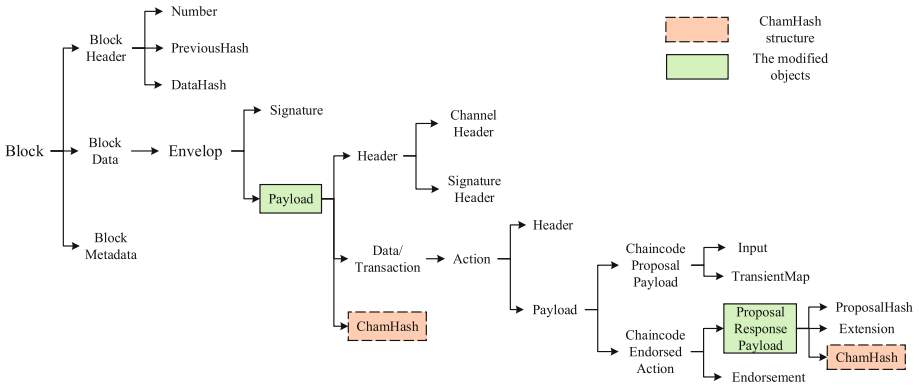 Number
Block
Header
PreviousHash
DataHash
ChamHash
structure
The modified
objects
Block
Block
Data
Envelop
Signature
Payload
Header
Channel
Header
Signature
Header
Block
Metadata
Data/
Transaction
Action
Header
Payload
ChamHash
Chaincode
Proposal
Payload
Input
TransientMap
Chaincode
Endorsed
Action
Proposal
Response
Payload
ProposalHash
Extension
ChamHash
Endorsement